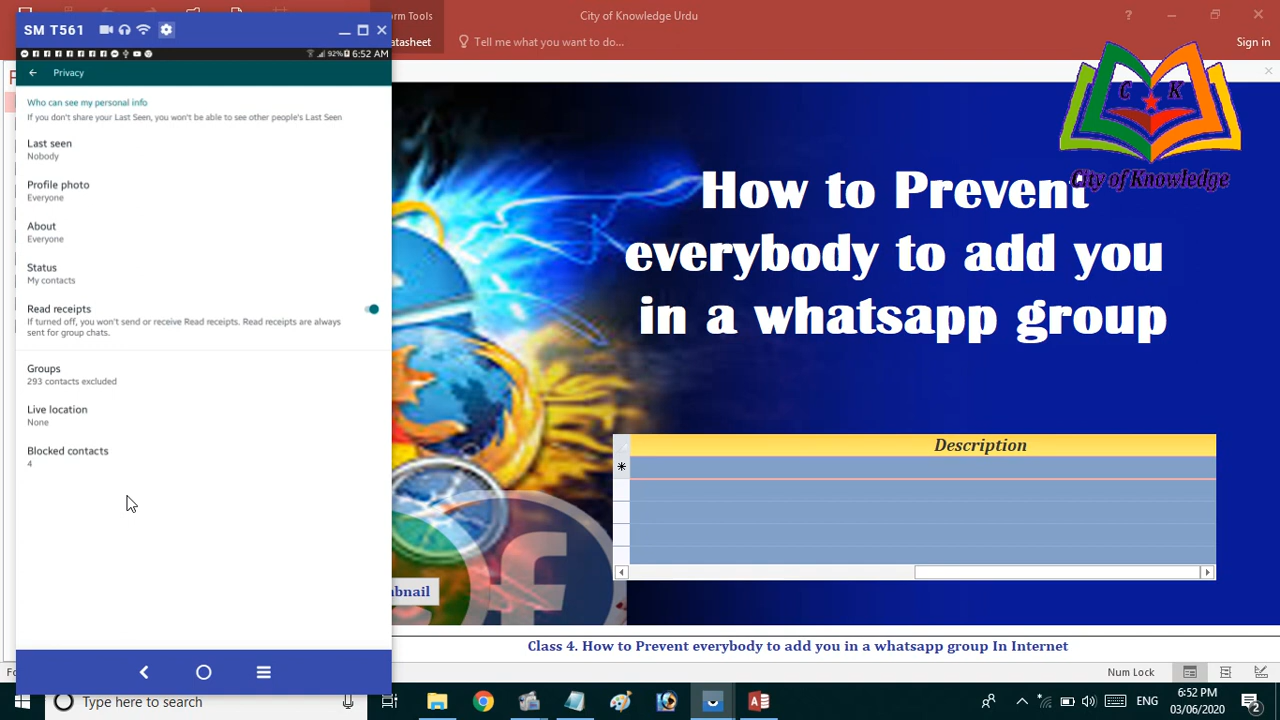 SM T561
92% 6:52 AM
Privacy
Who can see my personal info
If you don't share your Last Seen, you won't be able to see other people's Last Seen
Last seen
Nobody
Profile photo
Everyone
About
Everyone
Status
My contacts
Read receipts
If turned off, you won't send or receive Read receipts. Read receipts are always
sent for group chats.
Groups
293 contacts excluded
Live location
None
Blocked contacts
4
Tools
City of Knowledge Urdu
Datasheet
Tell me what you want to do...
Sign in
C K
City of Knowledge
How to Prevent
everybody to add you
in a whatsapp group
Description
Class 4. How to Prevent everybody to add you in a whatsapp group In Internet
Num Lock
Type here to search
ENG
6:52 PM
03/06/2020
2